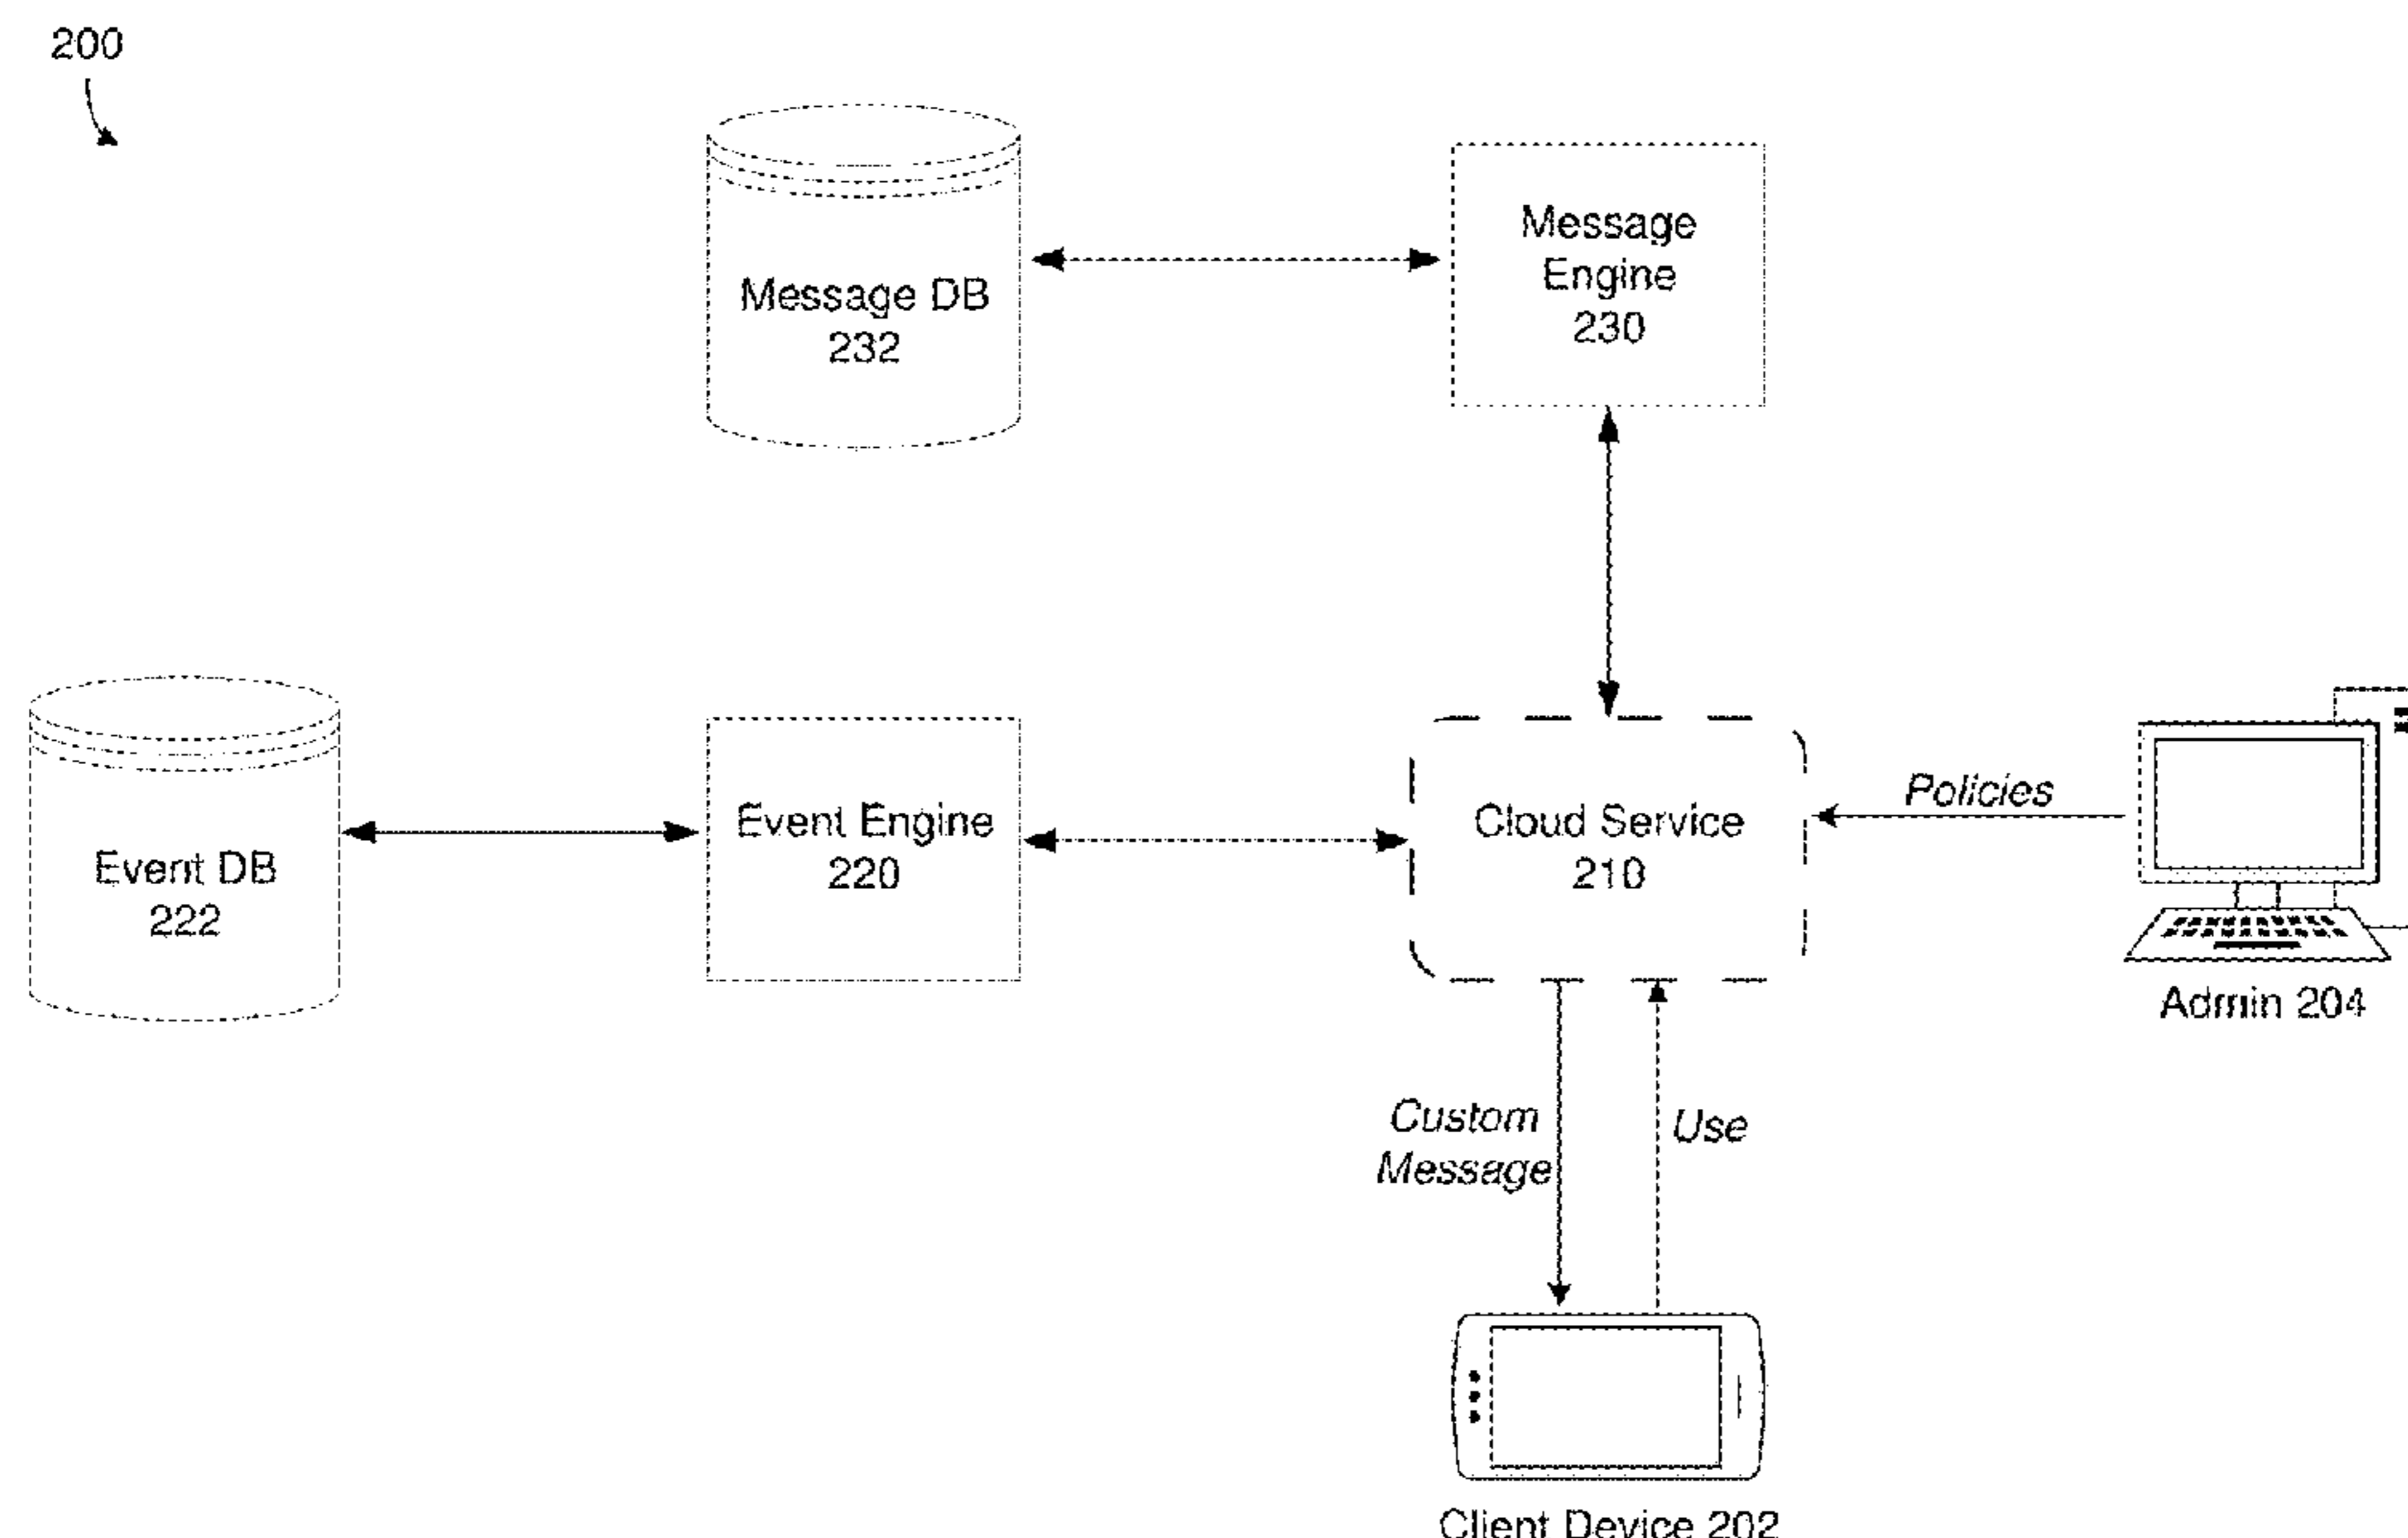 200
Message DB
232
Message
Engine
230
Event DB
222
Event Engine
220
Cloud Service
210
Policies
Admin 204
Custom
Message
Use
Client Device 202